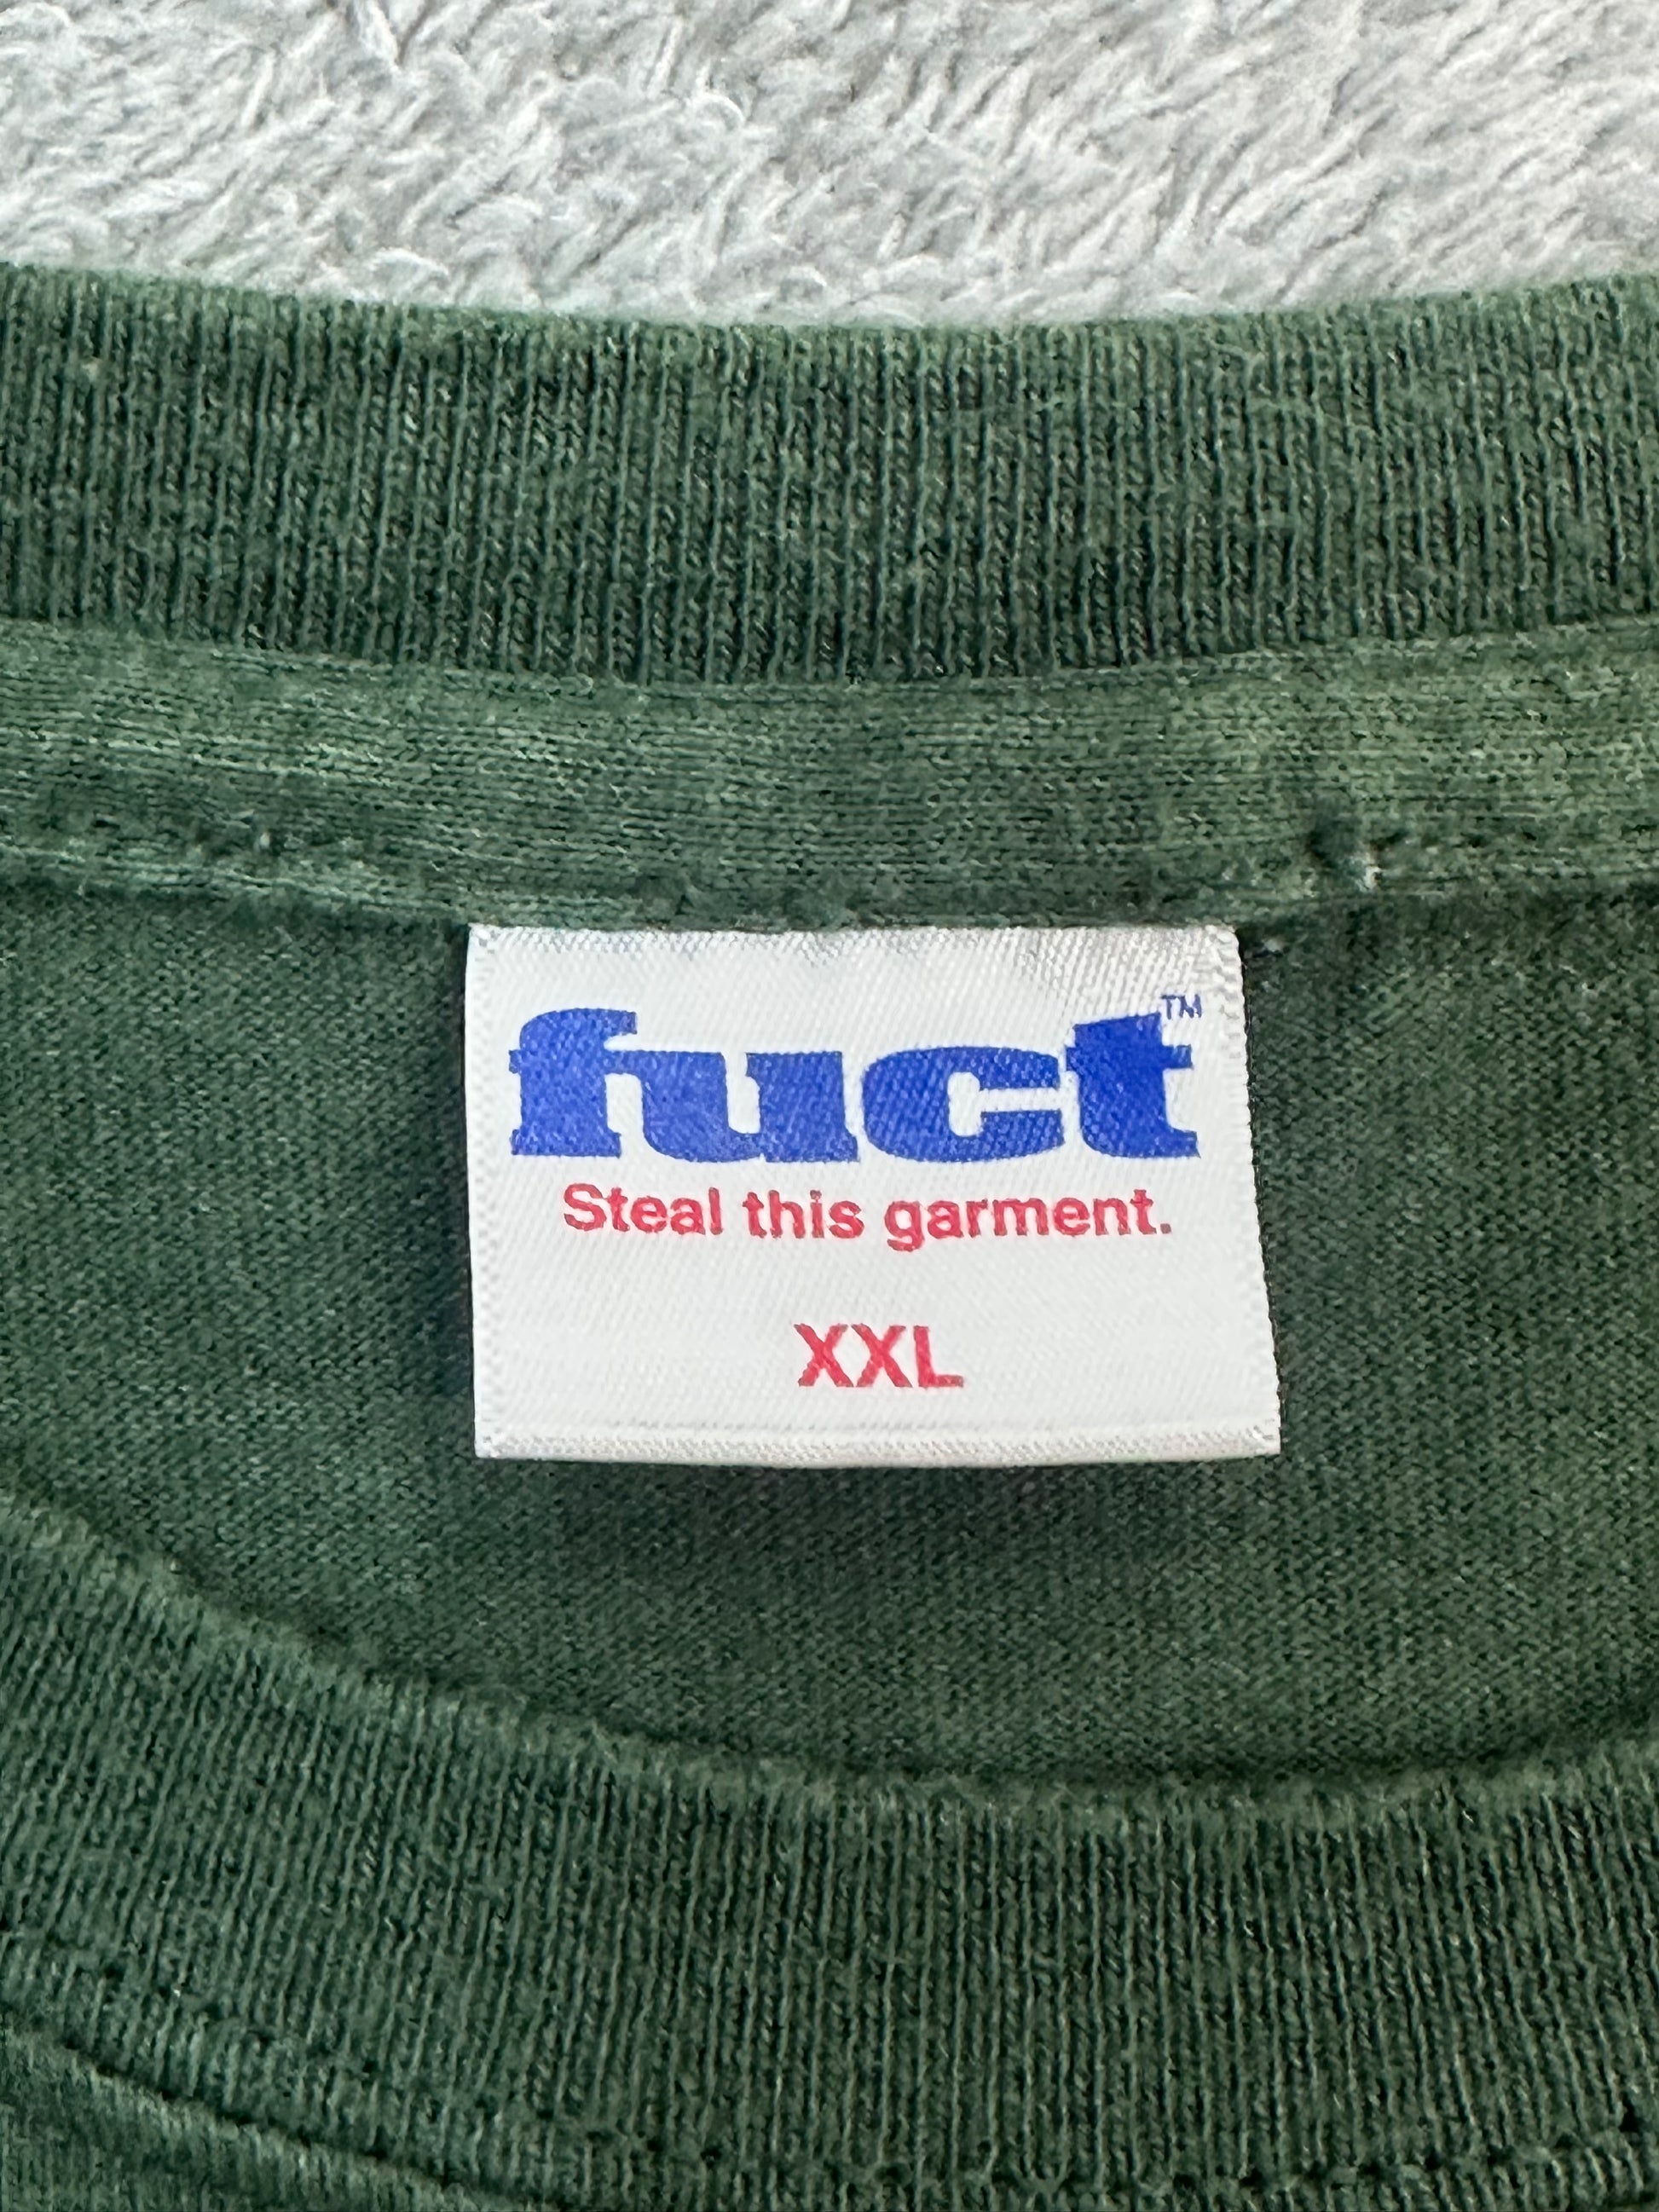 fuct™
Steal this garment.
XXL